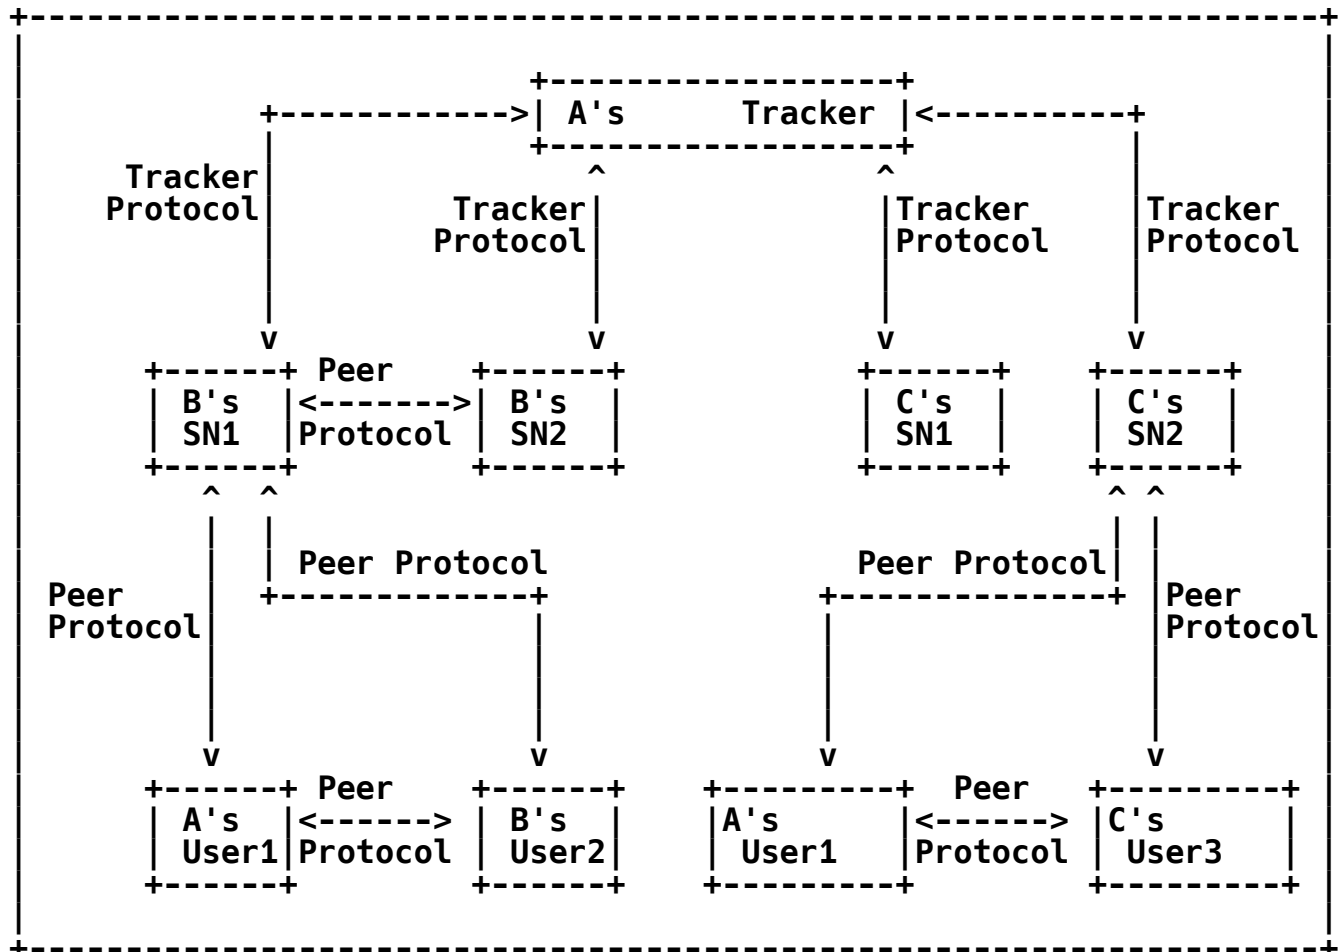 A's Tracker
Tracker
Protocol
Tracker
Protocol
Tracker
Protocol
Tracker
Protocol
B's
SN1
Peer
Protocol
B's
SN2
C's
SN1
C's
SN2
Peer Protocol
Peer Protocol
Peer
Protocol
Peer
Protocol
A's
User1
Peer
Protocol
B's
User2
A's
User1
Peer
Protocol
C's
User3